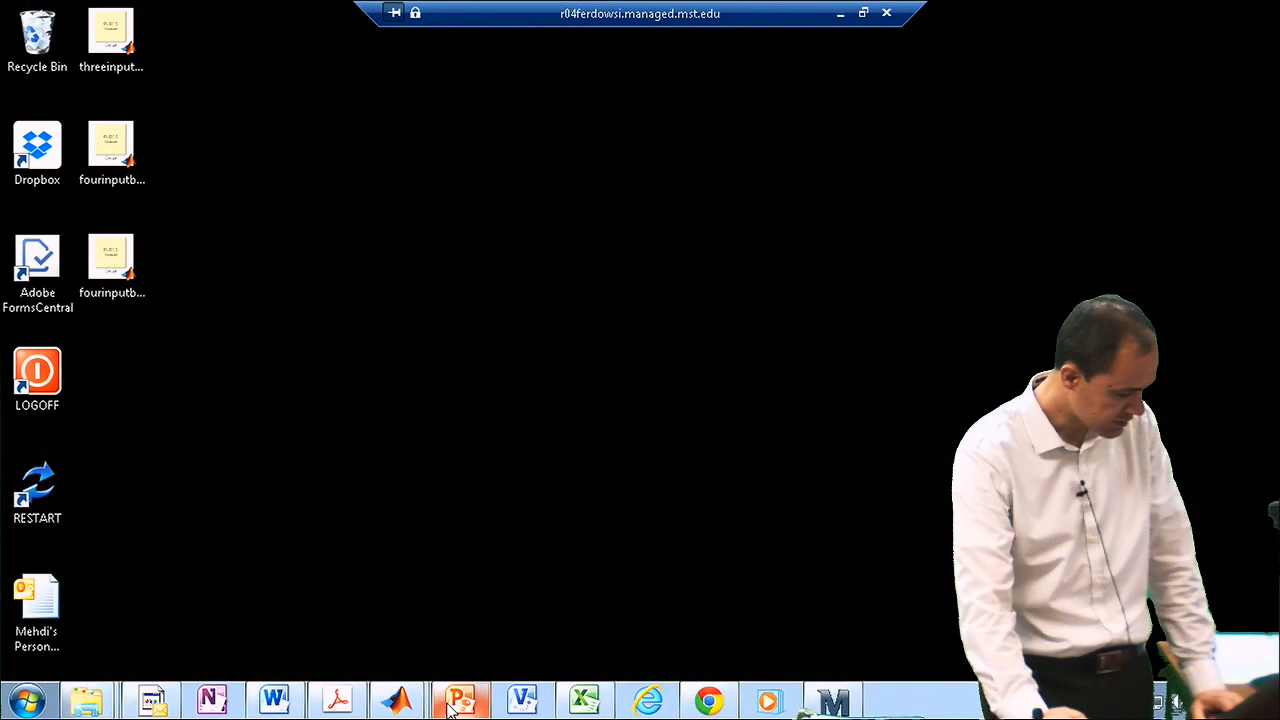 r04ferdowsi.managed.mst.edu
Recycle Bin
threeinput...
Dropbox
fourinputb...
Adobe
FormsCentral
fourinputb...
LOGOFF
RESTART
Mehdi's
Person...